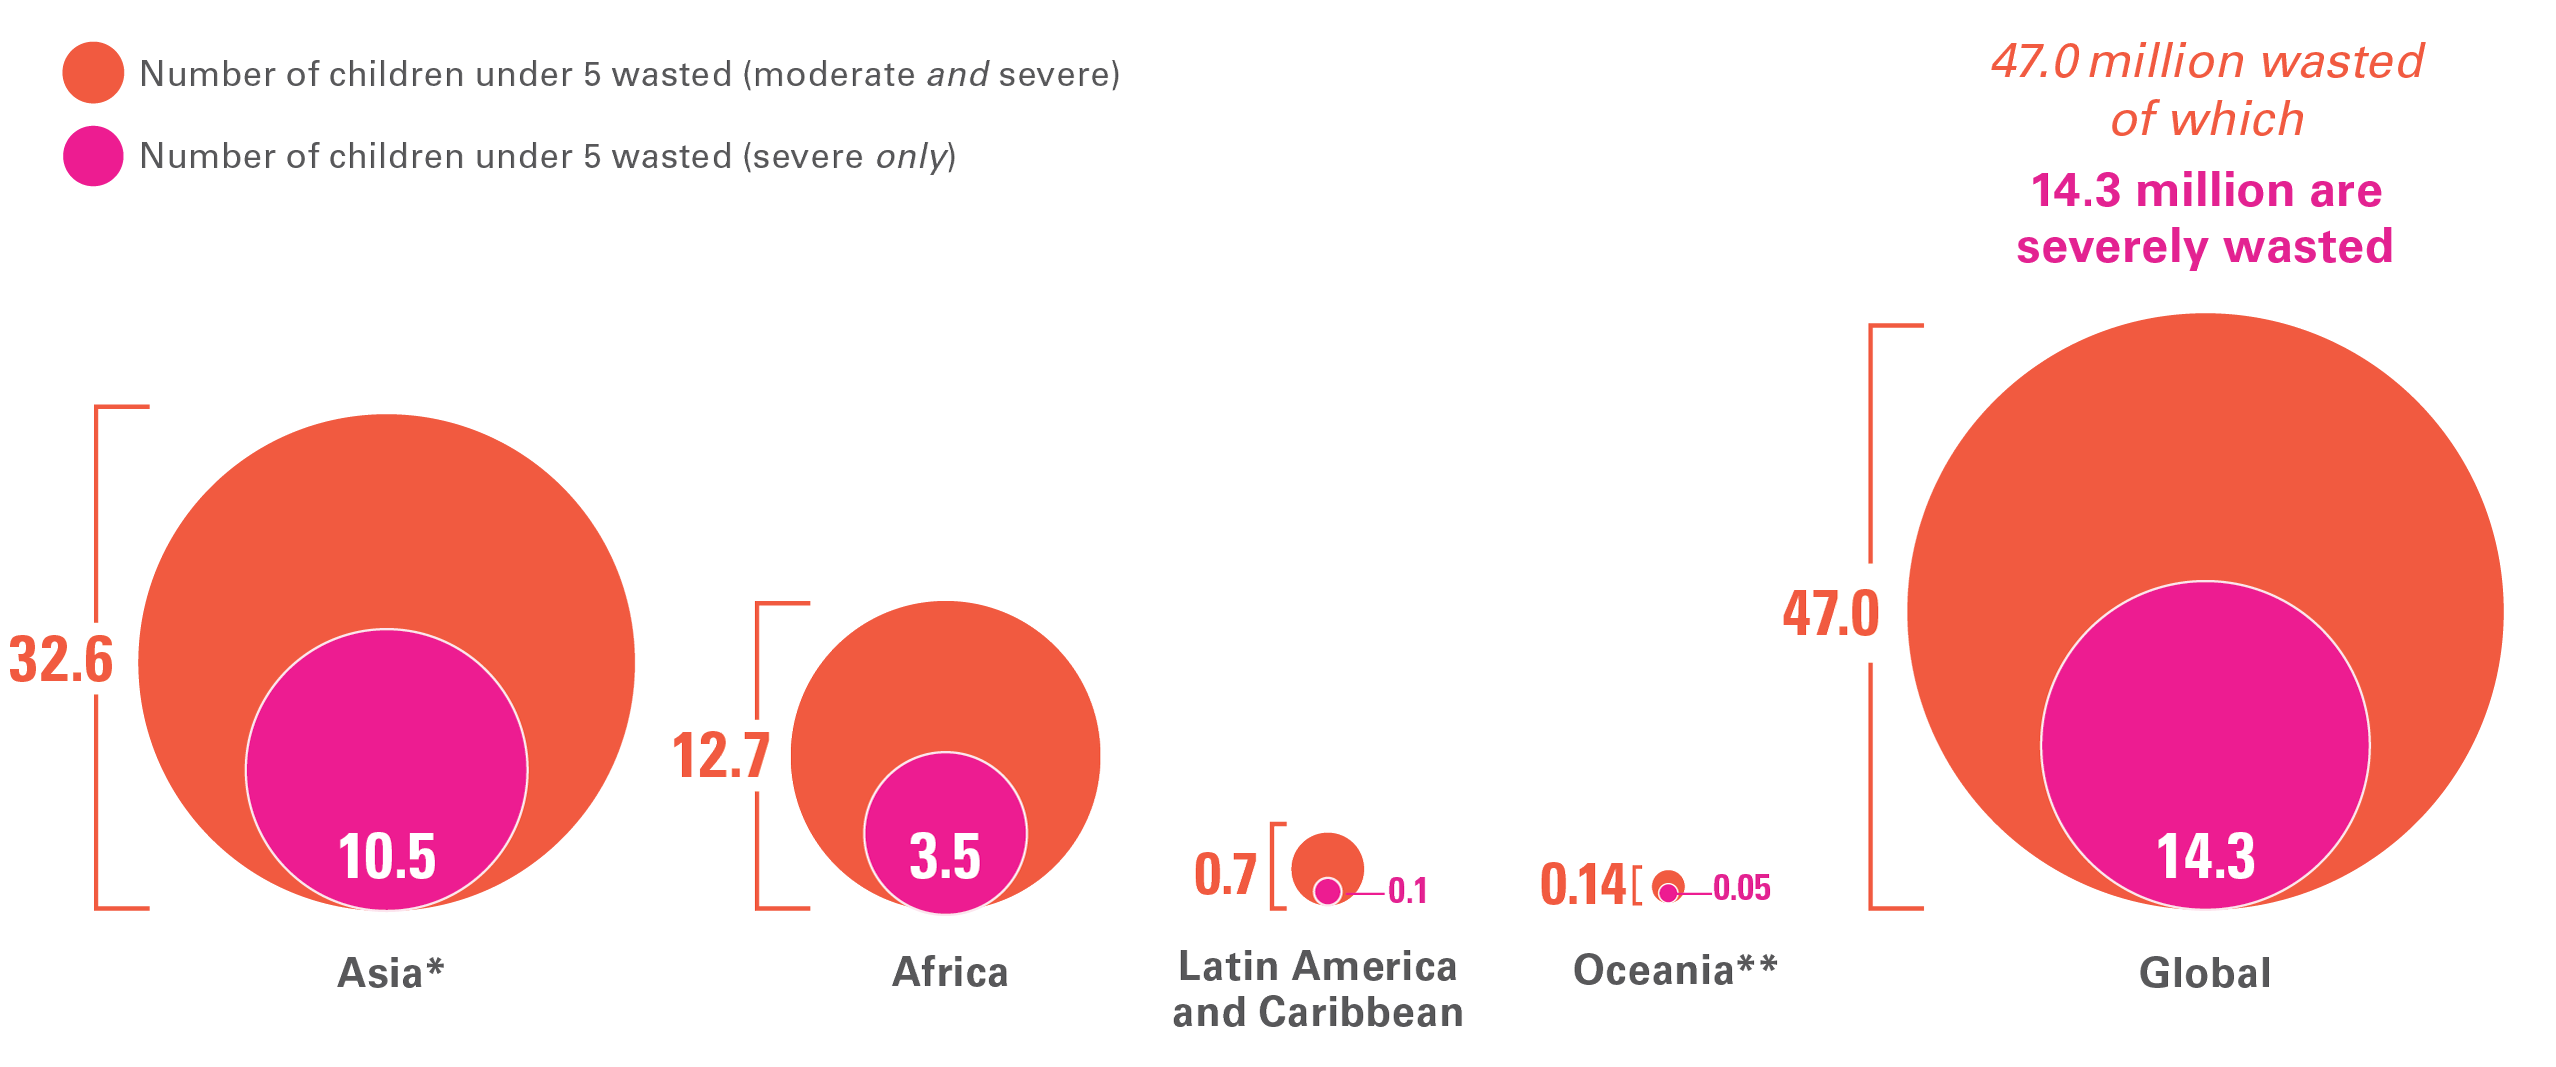 Number of children under 5 wasted (moderate and severe)
Number of children under 5 wasted (severe only)
47.0 million wasted
of which
14.3 million are
severely wasted
32.6
10.5
Asia*
12.7
3.5
Africa
0.7
0.1
Latin America
and Caribbean
0.14
0.05
Oceania**
47.0
14.3
Global